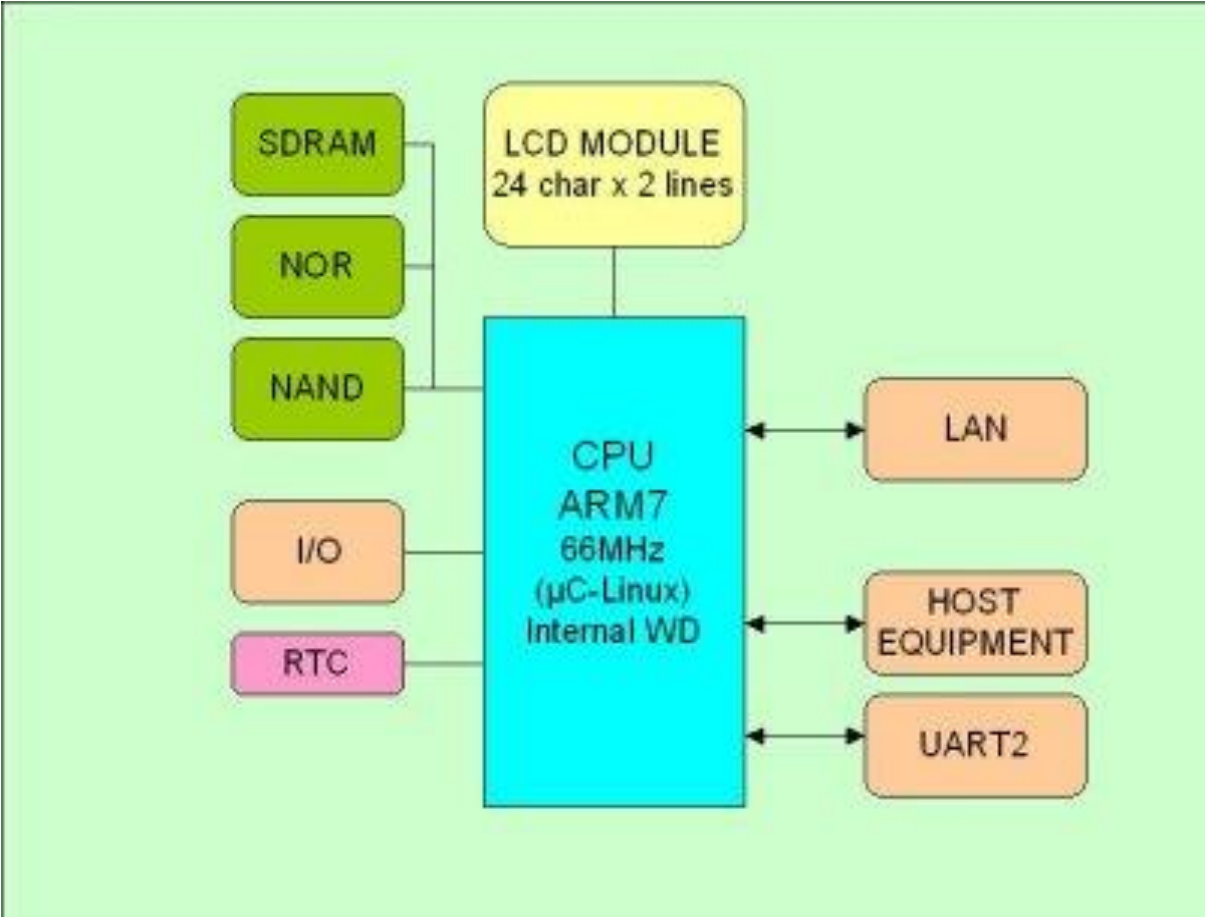 SDRAM
NOR
NAND
I/O
RTC
LCD MODULE
24 char x 2 lines
CPU
ARM7
66MHz
(µC-Linux)
Internal WD
LAN
HOST
EQUIPMENT
UART2